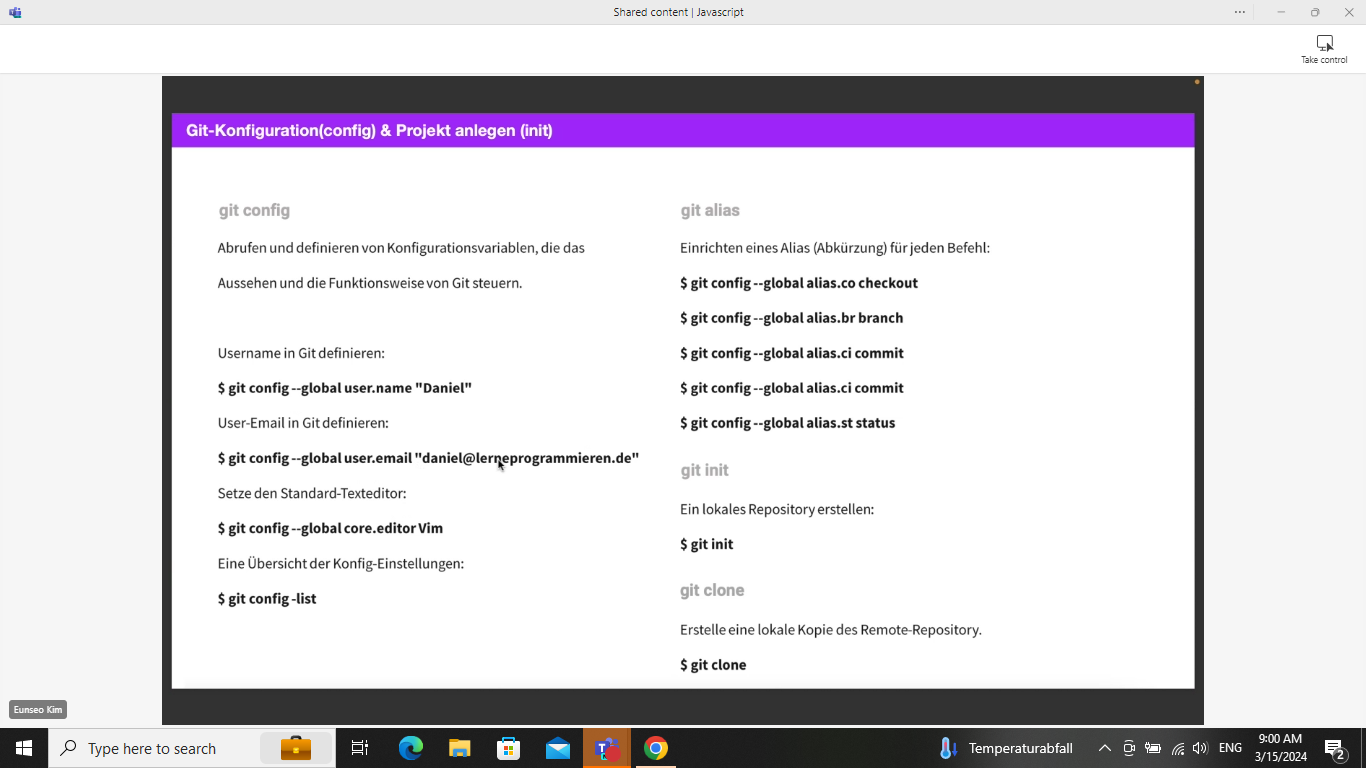 Shared content | Javascript
Take control
Git-Konfiguration(config) & Projekt anlegen (init)
git config
Abrufen und definieren von Konfigurationsvariablen, die das
Aussehen und die Funktionsweise von Git steuern.
Username in Git definieren:
$ git config --global user.name "Daniel"
User-Email in Git definieren:
$ git config --global user.email "daniel@lerneprogrammieren.de"
Setze den Standard-Texteditor:
$ git config --global core.editor Vim
Eine Übersicht der Konfig-Einstellungen:
$ git config -list
git alias
Einrichten eines Alias (Abkürzung) für jeden Befehl:
$ git config --global alias.co checkout
$ git config --global alias.br branch
$ git config --global alias.ci commit
$ git config --global alias.ci commit
$ git config --global alias.st status
git init
Ein lokales Repository erstellen:
$ git init
git clone
Erstelle eine lokale Kopie des Remote-Repository.
$ git clone
Eunseo Kim
Type here to search
Temperaturabfall
ENG
9:00 AM
3/15/2024
2